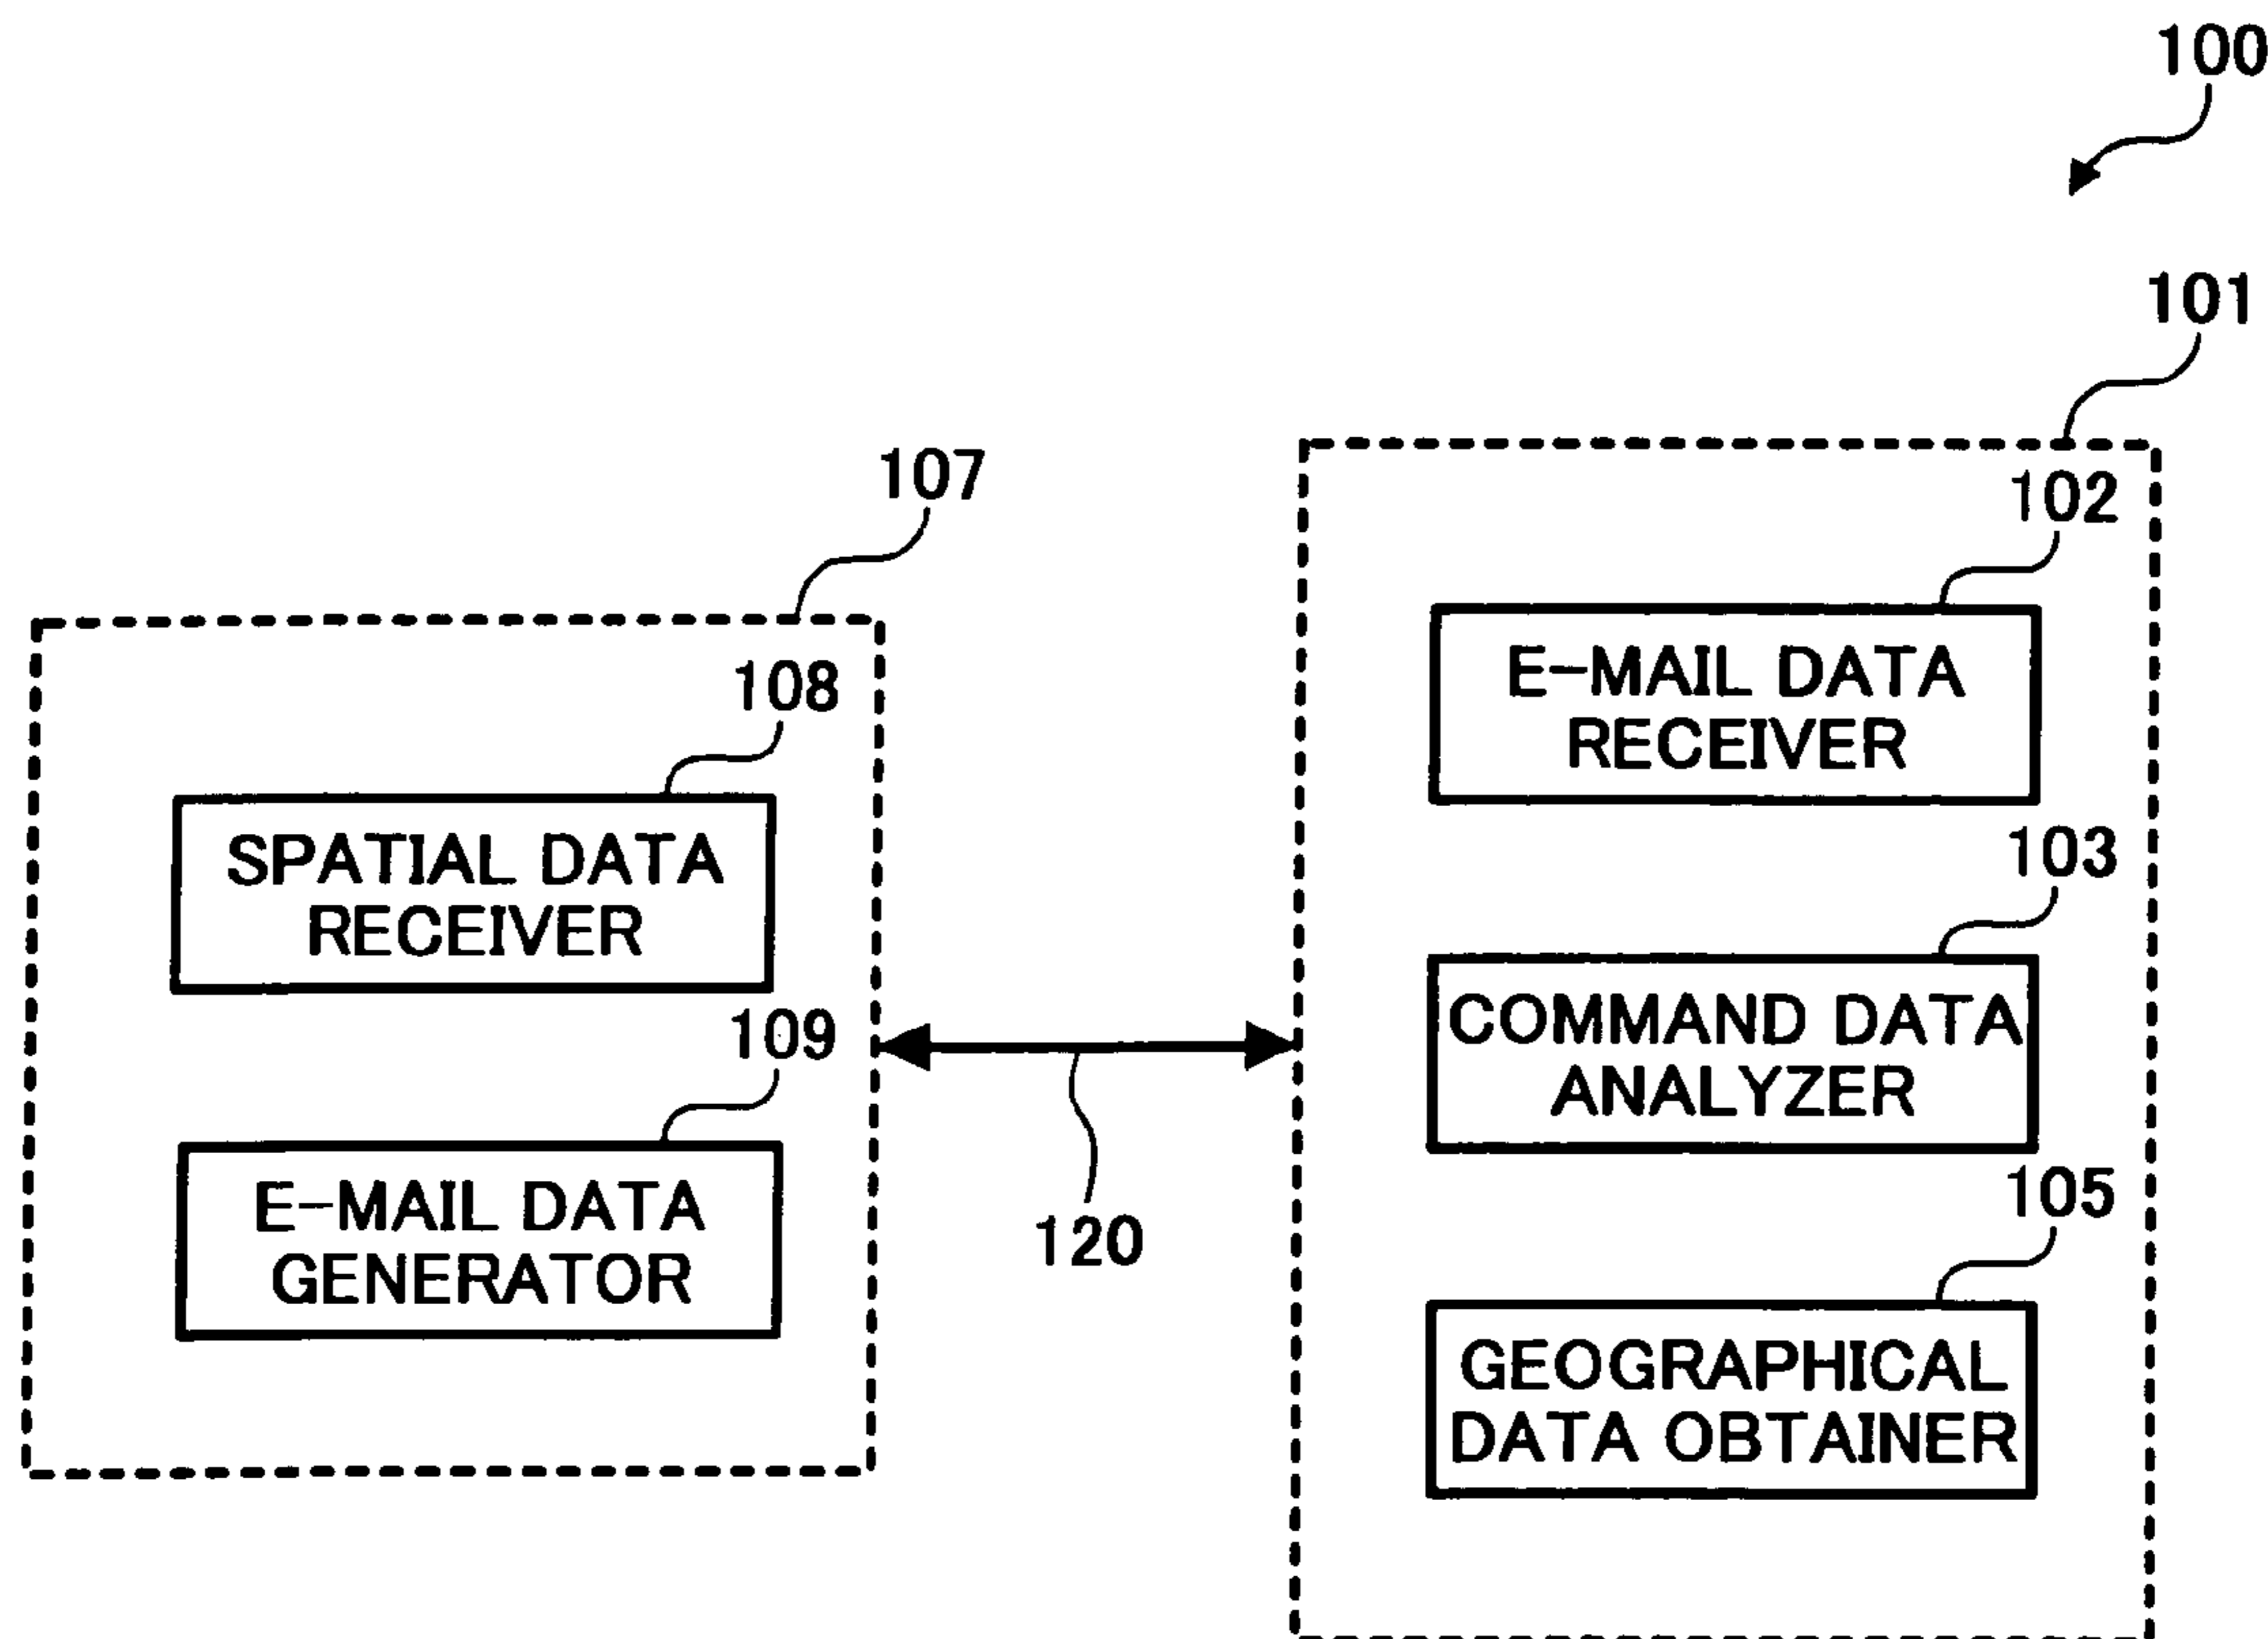 100
101
107
102
E-MAIL DATA
RECEIVER
108
SPATIAL DATA
RECEIVER
103
COMMAND DATA
ANALYZER
109
E-MAIL DATA
GENERATOR
120
105
GEOGRAPHICAL
DATA OBTAINER